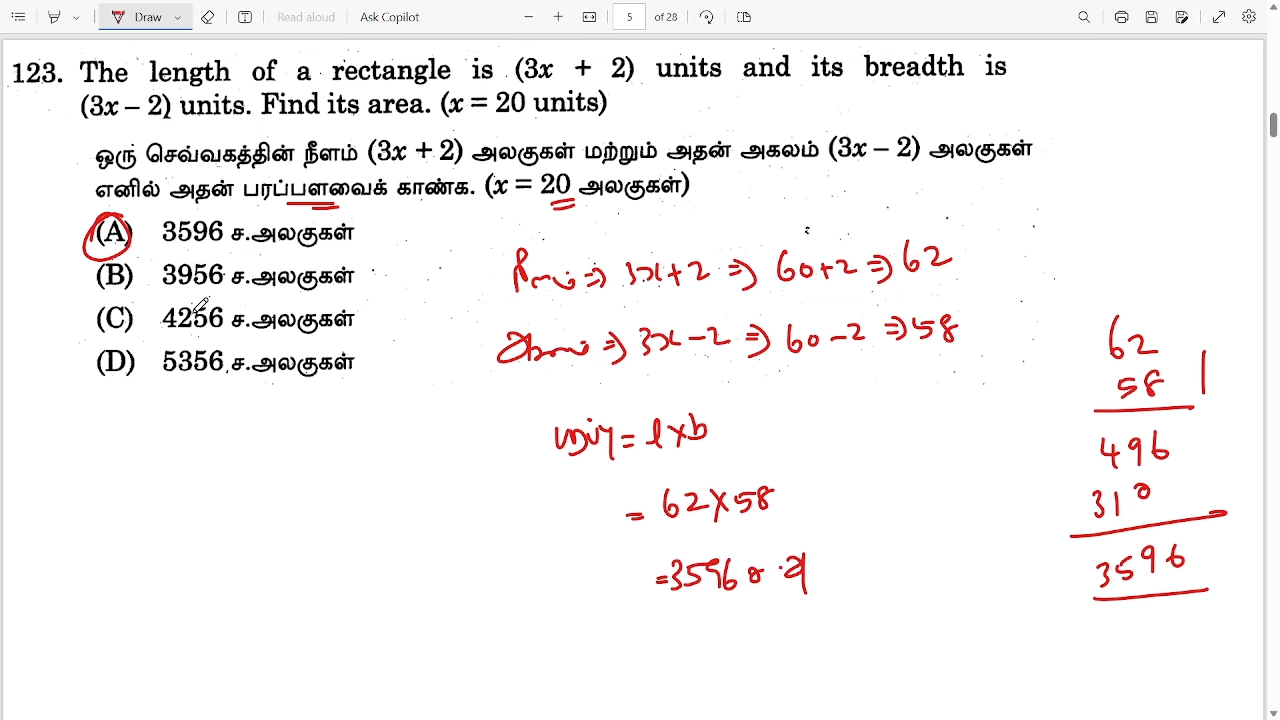 Draw Read aloud Ask Copilot 5 of 28
123. The length of a rectangle is (3x + 2) units and its breadth is
(3x – 2) units. Find its area. (x = 20 units)
ஒரு செவ்வகத்தின் நீளம் (3x + 2) அலகுகள் மற்றும் அதன் அகலம் (3x – 2) அலகுகள்
எனில் அதன் பரப்பளவைக் காண்க. (x = 20 அலகுகள்)
(A) 3596 ச.அலகுகள்
(B) 3956 ச.அலகுகள்
(C) 4256 ச.அலகுகள்
(D) 5356 ச.அலகுகள்
நீளம் ⇒ 3x+2 ⇒ 60+2 ⇒ 62
அகலம் ⇒ 3x-2 ⇒ 60-2 ⇒ 58
= l×b
= 62×58
=3596 ச.அ
62
58
496
310
3596